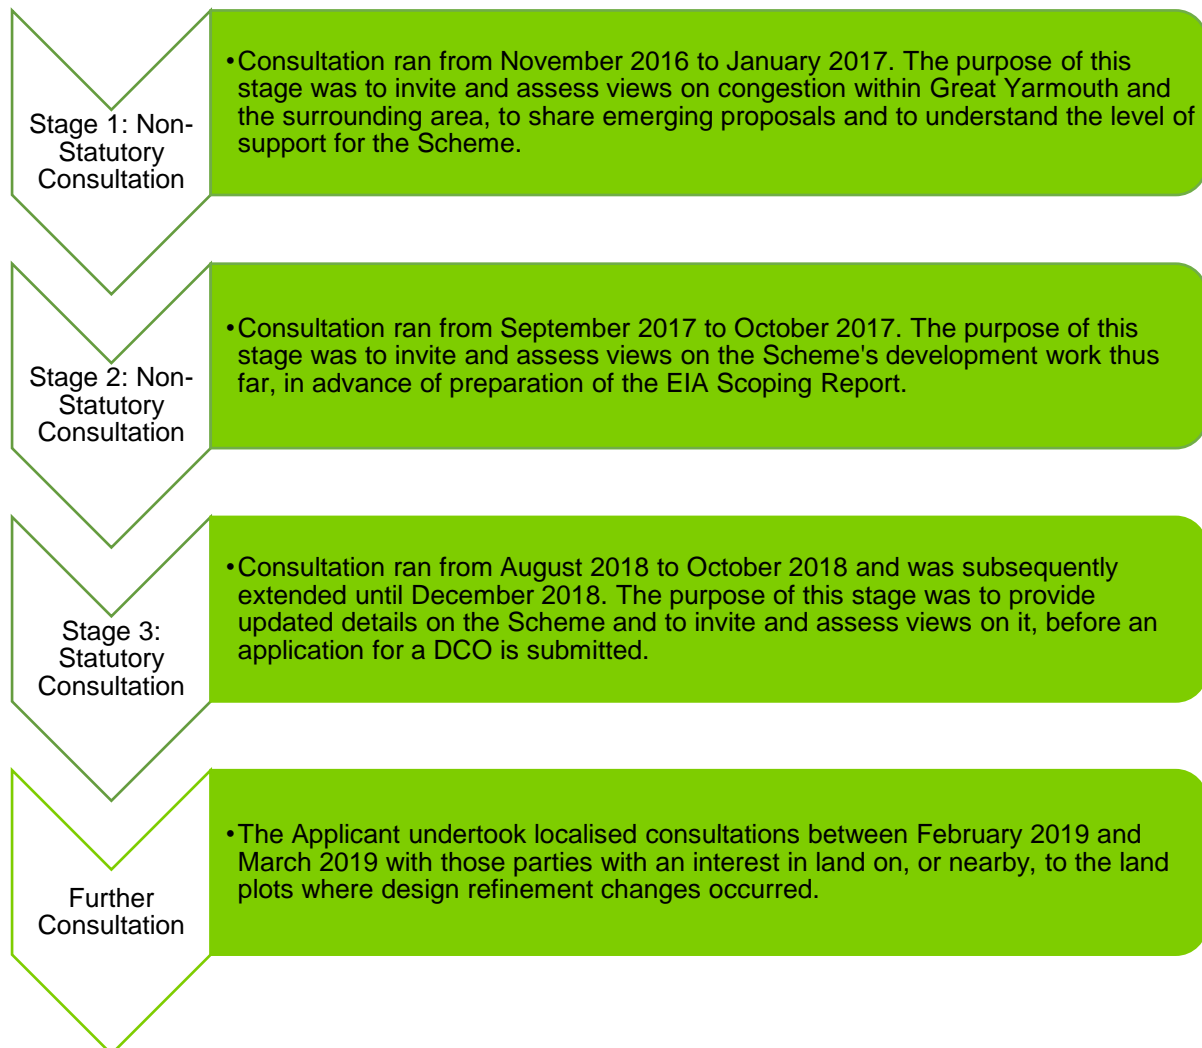 Stage 1: Non-
Statutory
Consultation
•Consultation ran from November 2016 to January 2017. The purpose of this
stage was to invite and assess views on congestion within Great Yarmouth and
the surrounding area, to share emerging proposals and to understand the level of
support for the Scheme.
Stage 2: Non-
Statutory
Consultation
•Consultation ran from September 2017 to October 2017. The purpose of this
stage was to invite and assess views on the Scheme's development work thus
far, in advance of preparation of the EIA Scoping Report.
Stage 3:
Statutory
Consultation
•Consultation ran from August 2018 to October 2018 and was subsequently
extended until December 2018. The purpose of this stage was to provide
updated details on the Scheme and to invite and assess views on it, before an
application for a DCO is submitted.
Further
Consultation
•The Applicant undertook localised consultations between February 2019 and
March 2019 with those parties with an interest in land on, or nearby, to the land
plots where design refinement changes occurred.